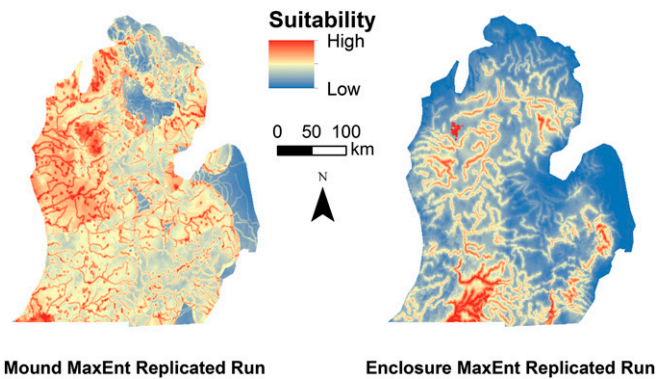 Suitability
High
Low
0 50 100
km
N
Mound MaxEnt Replicated Run
Enclosure MaxEnt Replicated Run